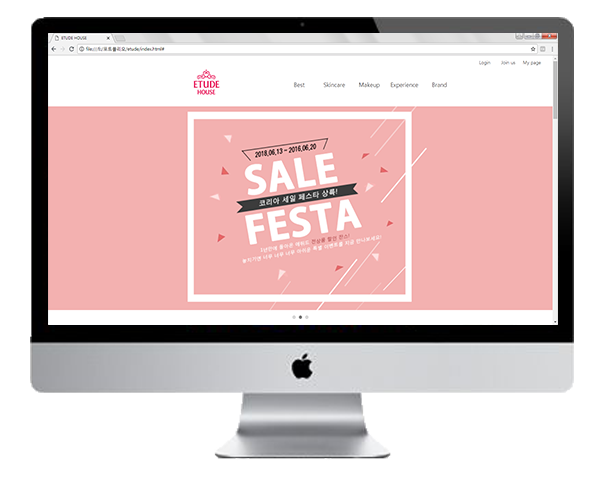 ETUDE HOUSE
file:///E:/포트폴리오/etude/index.html#
Login Join us My page
ETUDE
HOUSE
Best Skincare Makeup Experience Brand
2018.06.13 ~ 2016.06.20
SALE
코리아 세일 페스타 상륙!
FESTA